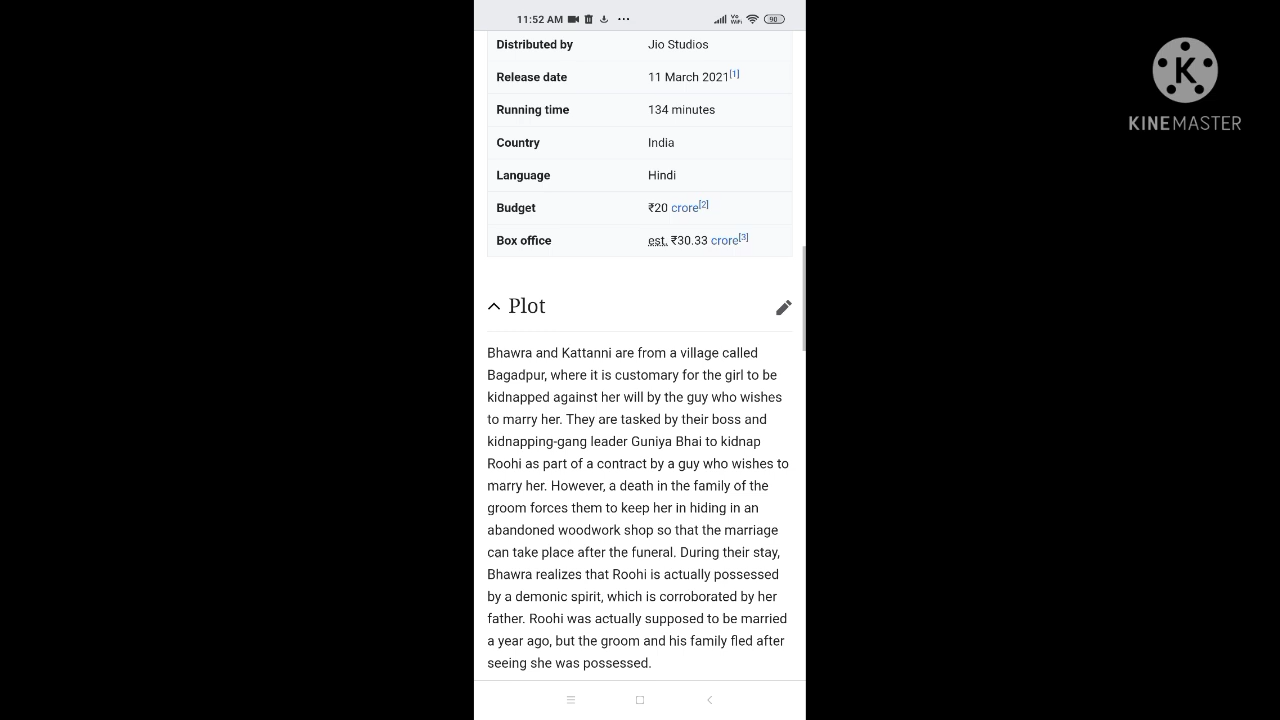 11:52 AM ... Vo WiFi 90
Distributed by Jio Studios
Release date 11 March 2021[1]
Running time 134 minutes
Country India
Language Hindi
Budget ₹20 crore[2]
Box office est. ₹30.33 crore[3]
Plot
Bhawra and Kattanni are from a village called
Bagadpur, where it is customary for the girl to be
kidnapped against her will by the guy who wishes
to marry her. They are tasked by their boss and
kidnapping-gang leader Guniya Bhai to kidnap
Roohi as part of a contract by a guy who wishes to
marry her. However, a death in the family of the
groom forces them to keep her in hiding in an
abandoned woodwork shop so that the marriage
can take place after the funeral. During their stay,
Bhawra realizes that Roohi is actually possessed
by a demonic spirit, which is corroborated by her
father. Roohi was actually supposed to be married
a year ago, but the groom and his family fled after
seeing she was possessed.
K
KINEMASTER